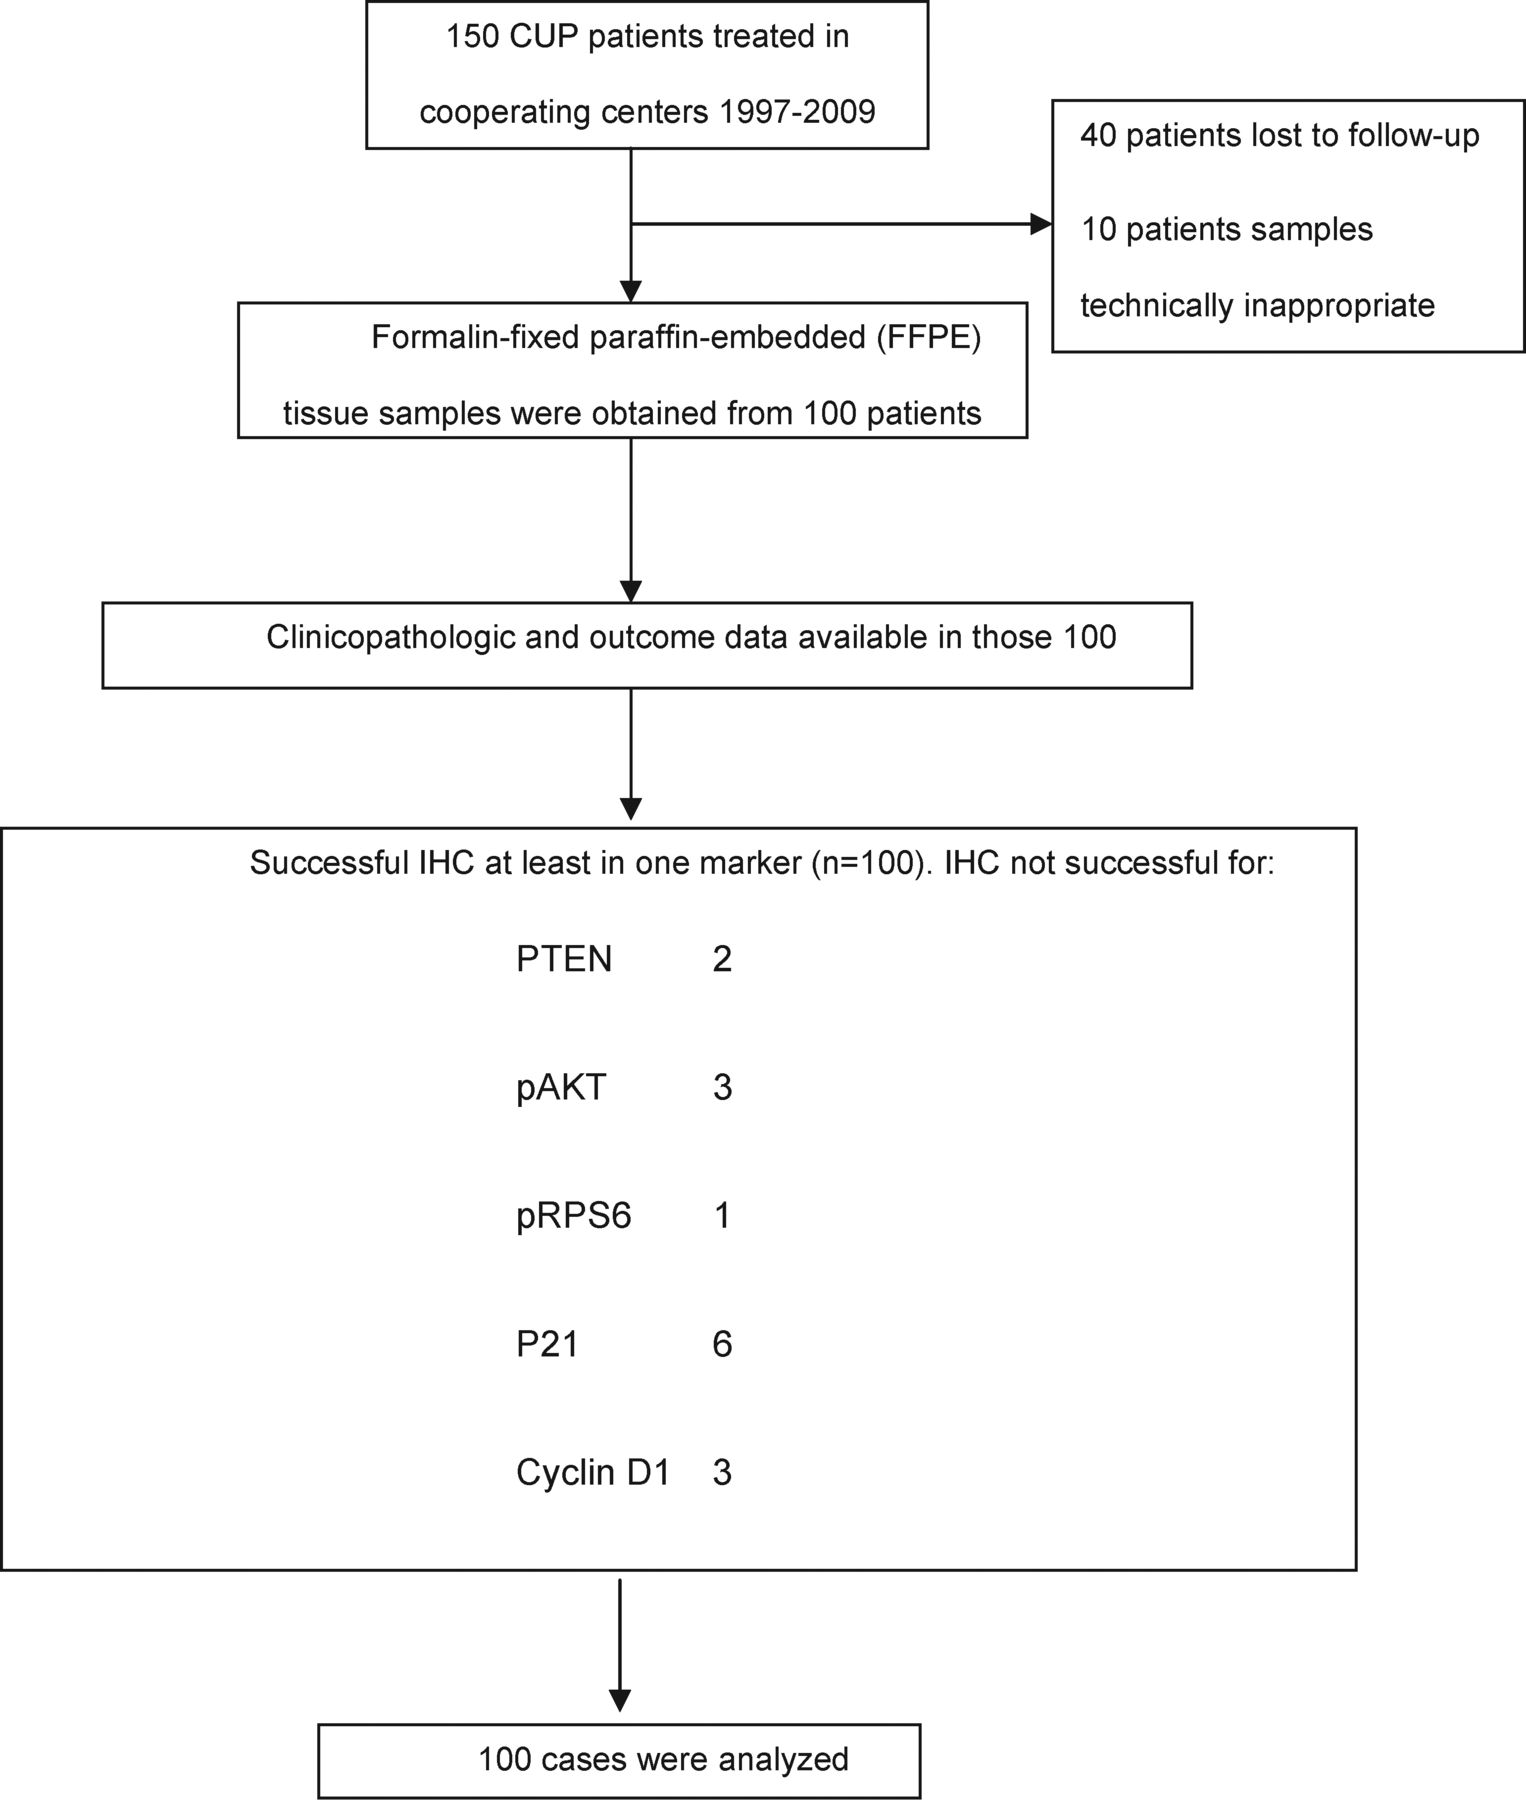 150 CUP patients treated in
cooperating centers 1997-2009
40 patients lost to follow-up
10 patients samples
technically inappropriate
Formalin-fixed paraffin-embedded (FFPE)
tissue samples were obtained from 100 patients
Clinicopathologic and outcome data available in those 100
Successful IHC at least in one marker (n=100). IHC not successful for:
PTEN 2
pAKT 3
pRPS6 1
P21 6
Cyclin D1 3
100 cases were analyzed